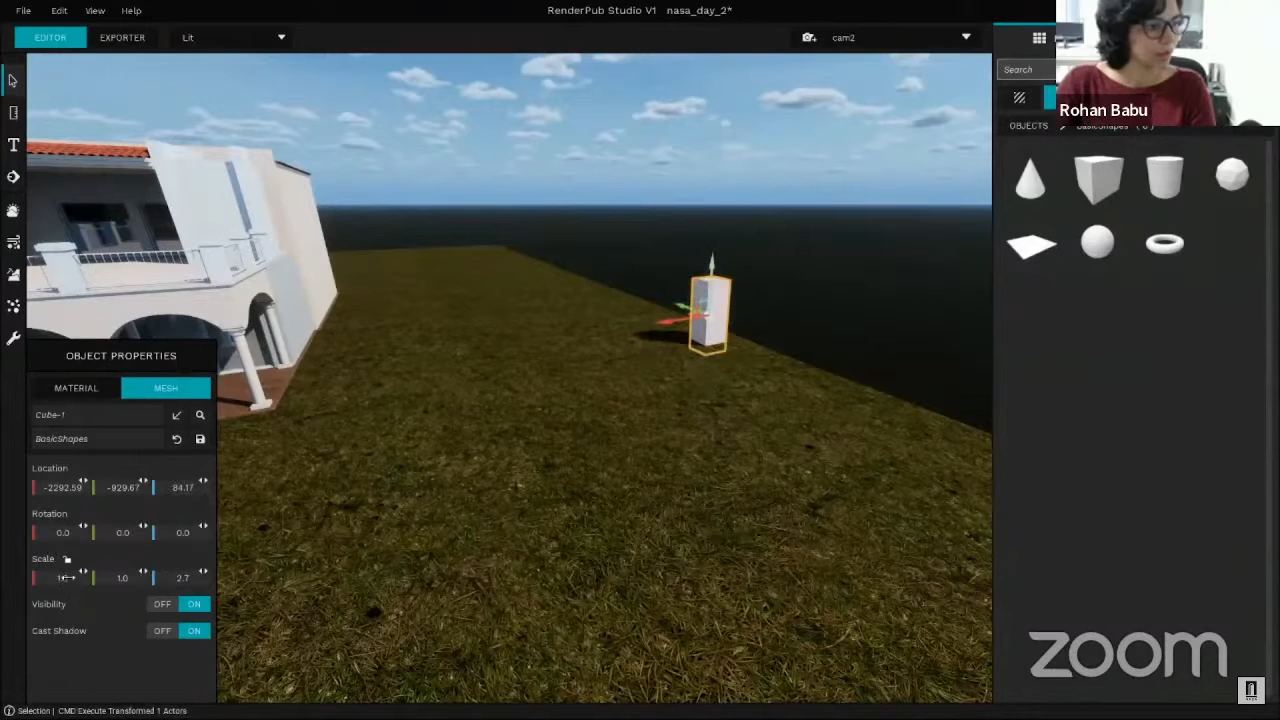 File Edit View Help
RenderPub Studio V1 nasa_day_2*
EDITOR EXPORTER Lit
cam2
Search
Rohan Babu
OBJECTS
T
OBJECT PROPERTIES
MATERIAL MESH
Cube-1
BasicShapes
Location
-2292.59 -929.67 84.17
Rotation
0.0 0.0 0.0
Scale
1.0 2.7
Visibility OFF ON
Cast Shadow OFF ON
zoom
Selection | CMD:Execute Transformed 1 Actors